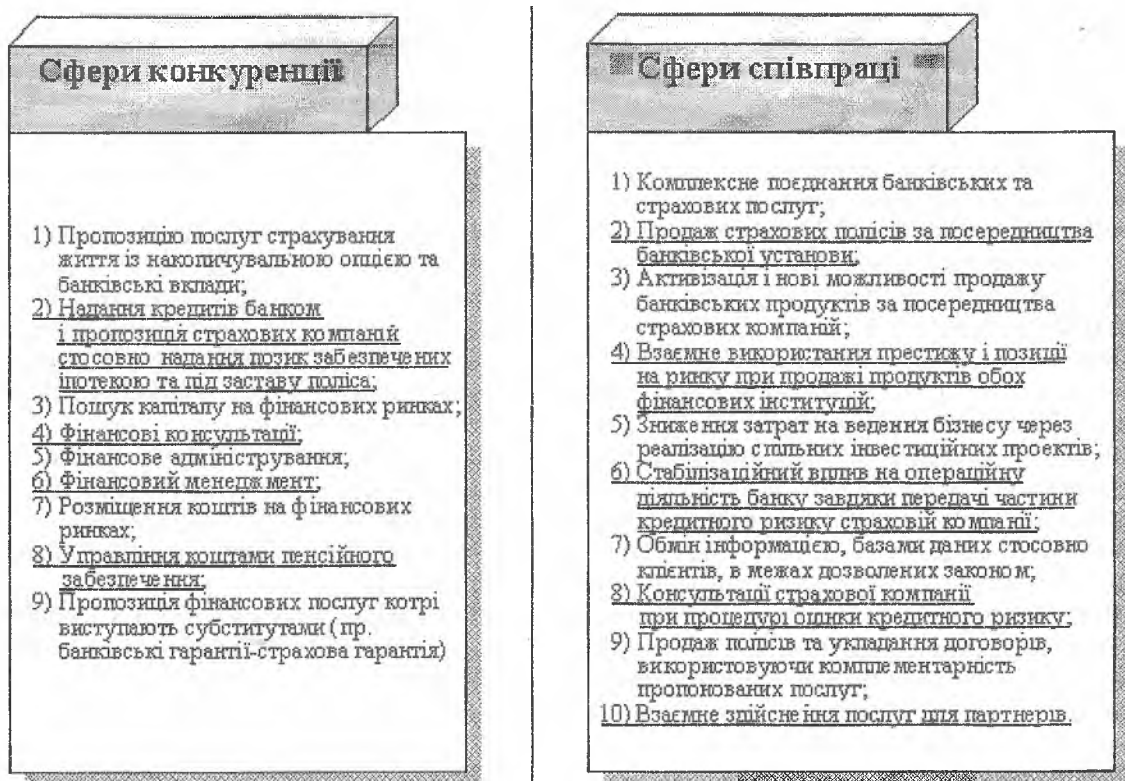 Сфери конкуренції
1) Пропозицію послуг страхування
життя із накопичувальною опцією та
банківські вклади;
2) Надання кредитів банком
і пропозиція страхових компаній
стосовно надання позик забезпечених
іпотекою та під заставу поліса;
3) Пошук капіталу на фінансових ринках;
4) Фінансові консультації;
5) Фінансове адміністрування;
6) Фінансовий менеджмент;
7) Розміщення коштів на фінансових
ринках;
8) Управління коштами пенсійного
забезпечення;
9) Пропозиція фінансових послуг котрі
виступають субститутами ( пр.
банківські гарантії-страхова гарантія)
Сфери співпраці
1) Комплексне поєднання банківських та
страхових послуг;
2) Продаж страхових полісів за посередництва
банківської установи;
3) Активізація і нові можливості продажу
банківських продуктів за посередництва
страхових компаній;
4) Взаємне використання престижу і позиції
на ринку при продажі продуктів обох
фінансових інституцій;
5) Зниження затрат на ведення бізнесу через
реалізацію спільних інвестиційних проектів;
6) Стабілізаційний вплив на операційну
діяльність банку завдяки передачі частини
кредитного ризику страховій компанії;
7) Обмін інформацією, базами даних стосовно
клієнтів, в межах дозволених законом;
8) Консультації страхової компанії
при процедурі оцінки кредитного ризику;
9) Продаж полісів та укладання договорів,
використовуючи комплементарність
пропонованих послуг;
10) Взаємне здійснення послуг для партнерів.